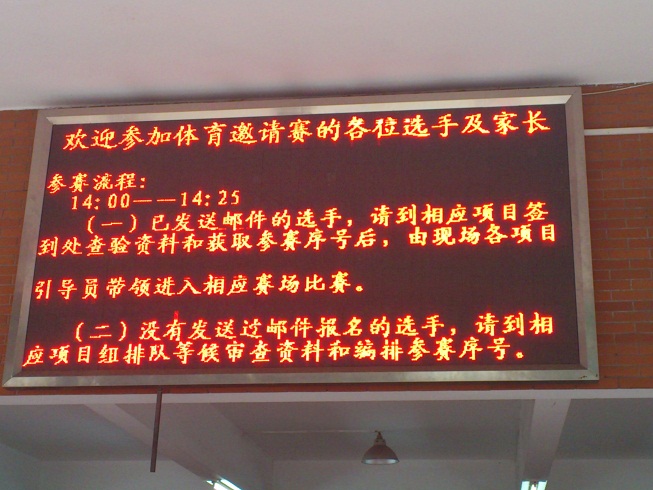 欢迎参加体育邀请赛的各位选手及家长
参赛流程：
14:00——14:25
（一）已发送邮件的选手，请到相应项目签
到处查验资料和获取参赛序号后，由现场各项目
引导员带领进入相应赛场比赛。
（二）没有发送过邮件报名的选手，请到相
应项目组排队等候审查资料和编排参赛序号。